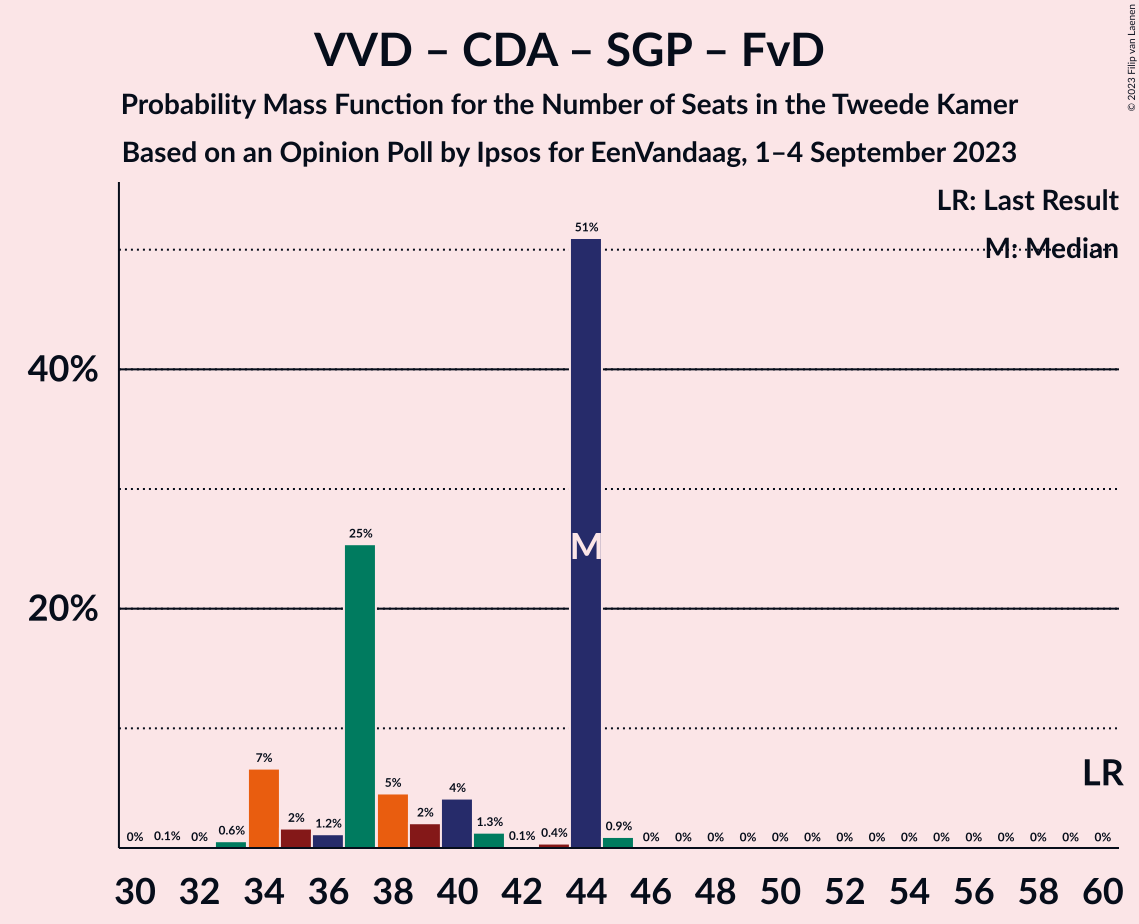 VVD – CDA – SGP – FvD
Probability Mass Function for the Number of Seats in the Tweede Kamer
Based on an Opinion Poll by Ipsos for EenVandaag, 1–4 September 2023
© 2023 Filip van Laenen
LR: Last Result
M: Median
51%
40%
25%
M
20%
7%
LR
5%
4%
2%
2%
1.3%
1.2%
0.9%
0.6%
0.4%
0% 0.1% 0% 0.1% 0% 0% 0% 0% 0% 0% 0% 0% 0% 0% 0% 0% 0% 0% 0%
30 32 34 36 38 40 42 44 46 48 50 52 54 56 58 60